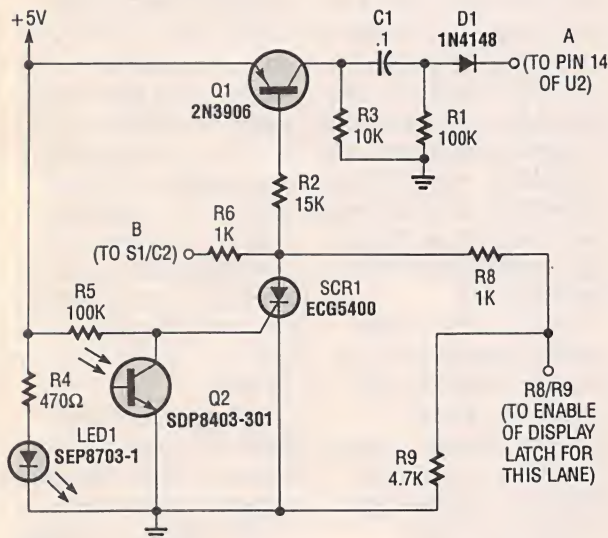 +5V
C1
.1
D1
1N4148
A
(TO PIN 14
OF U2)
Q1
2N3906
R3
10K
R1
100K
R2
15K
B
(TO S1/C2)
R6
1K
R8
1K
SCR1
ECG5400
R5
100K
R4
470Ω
Q2
SDP8403-301
LED1
SEP8703-1
R9
4.7K
R8/R9
(TO ENABLE
OF DISPLAY
LATCH FOR
THIS LANE)